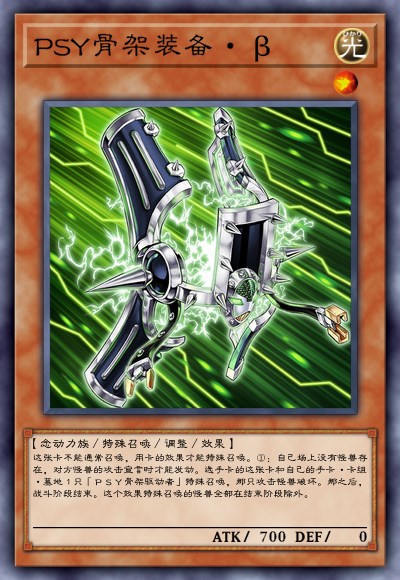 PSY骨架装备・β
光
【念动力族／特殊召唤／调整／效果】
这张卡不能通常召唤，用卡的效果才能特殊召唤。①：自己场上没有怪兽存
在，对方怪兽的攻击宣言时才能发动。选手卡的这张卡和自己的手卡・卡组
・墓地1只「PSY骨架驱动者」特殊召唤，那只攻击怪兽破坏。那之后，
战斗阶段结束。这个效果特殊召唤的怪兽全部在结束阶段除外。
ATK/ 700 DEF/ 0